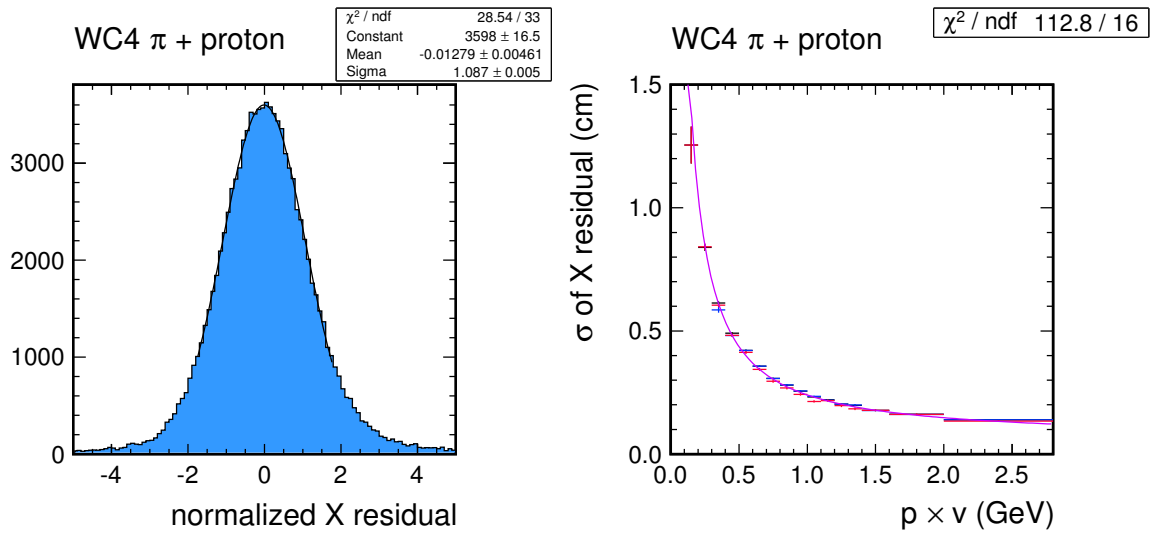 WC4 π + proton
χ² / ndf 28.54 / 33
Constant 3598 ± 16.5
Mean -0.01279 ± 0.00461
Sigma 1.087 ± 0.005
3000
2000
1000
0
-4 -2 0 2 4
normalized X residual
WC4 π + proton
χ² / ndf 112.8 / 16
σ of X residual (cm)
1.5
1.0
0.5
0.0
0.0 0.5 1.0 1.5 2.0 2.5
p × v (GeV)